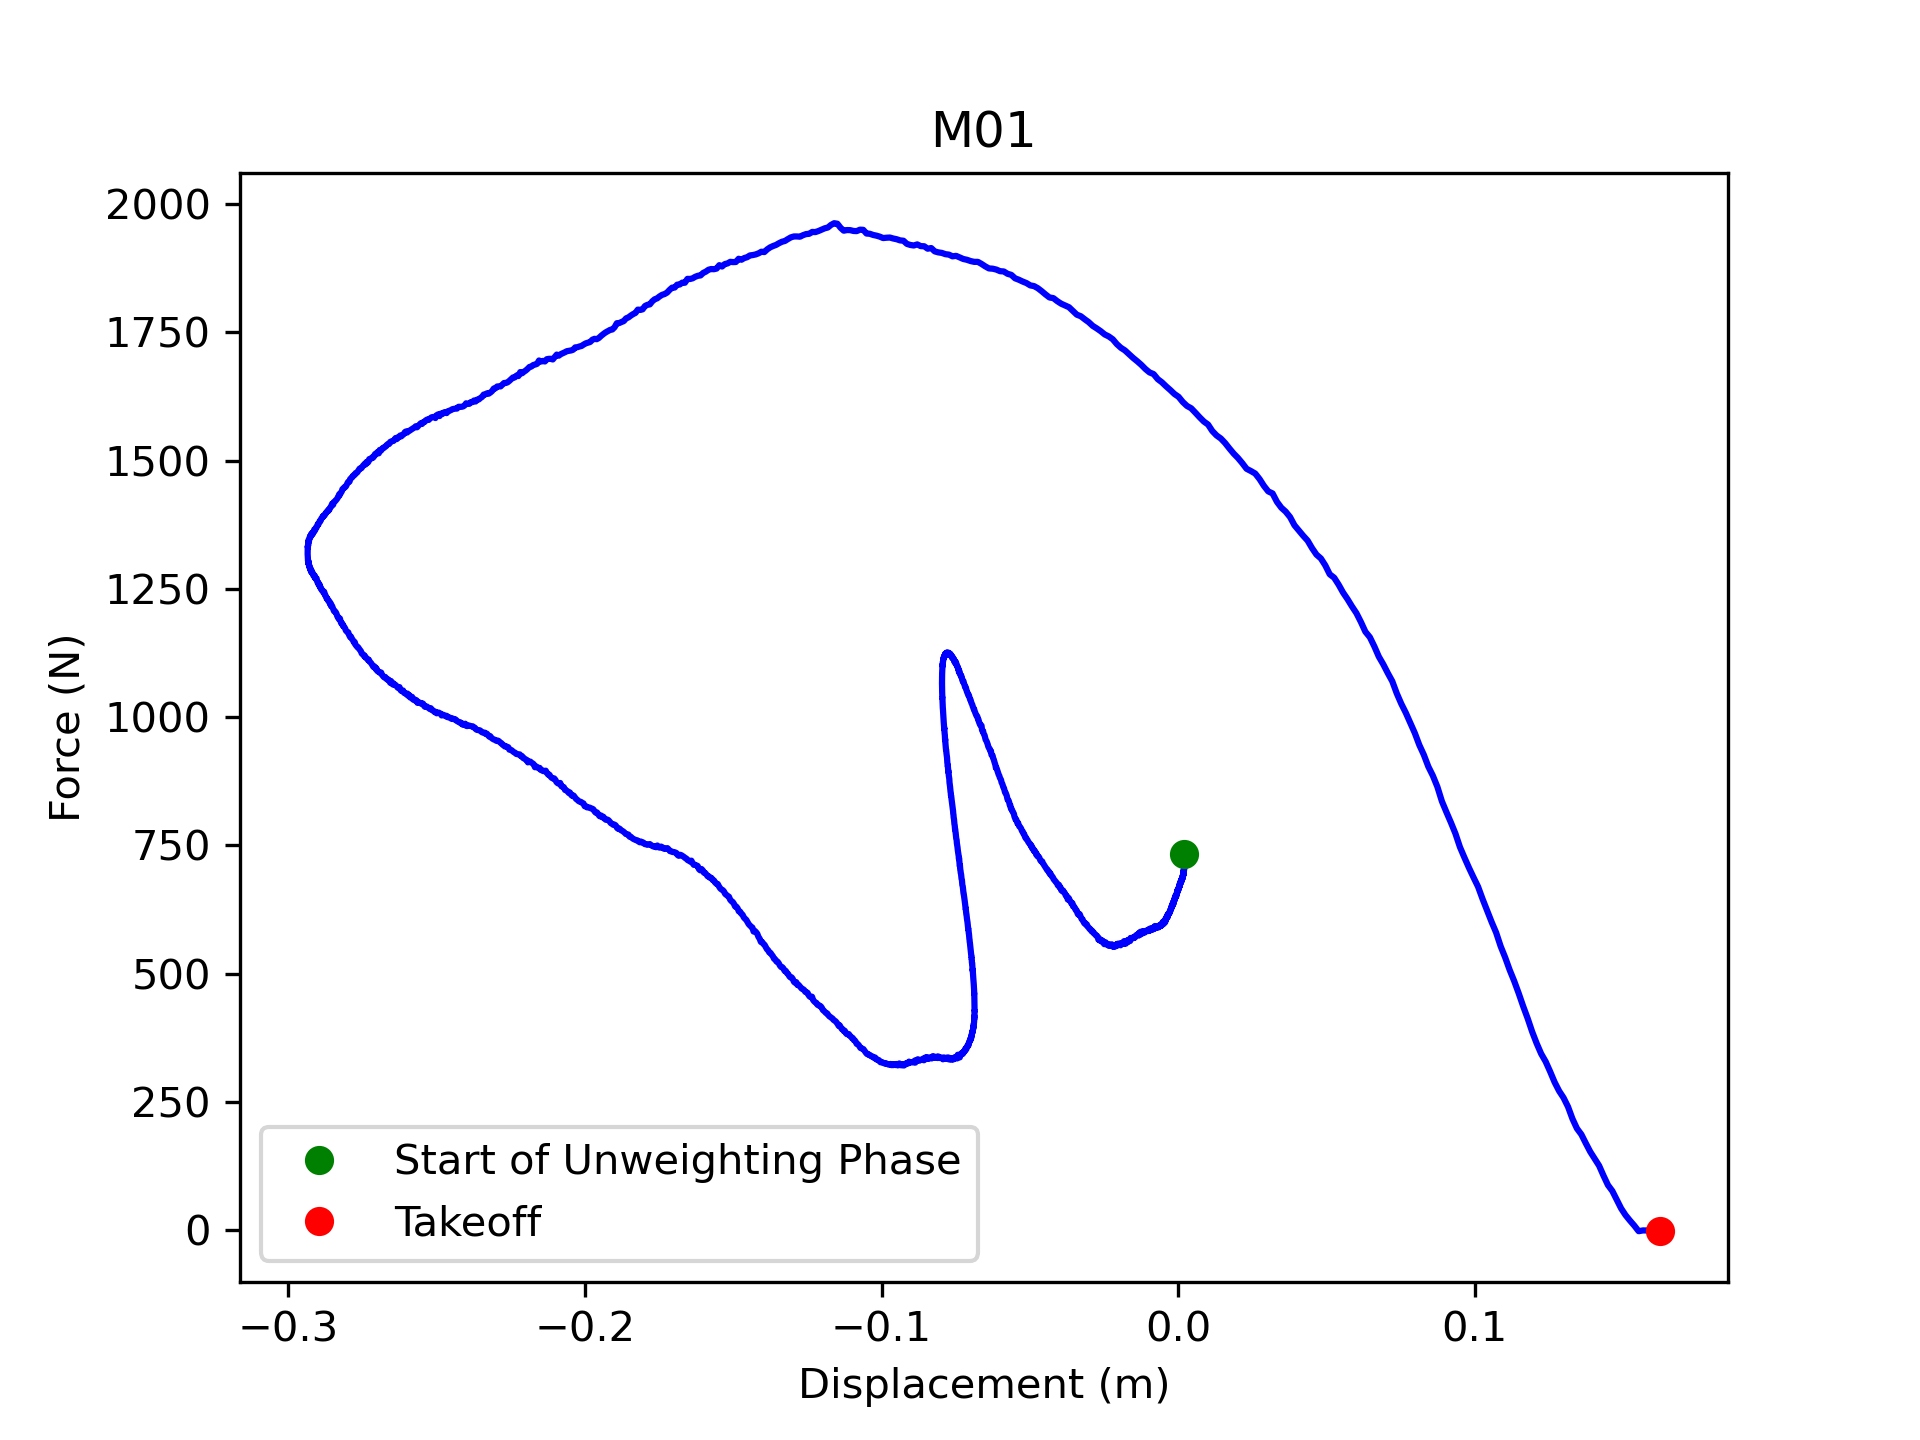 M01
2000
1750
1500
1250
1000
750
500
250
0
Force (N)
Start of Unweighting Phase
Takeoff
−0.3 −0.2 −0.1 0.0 0.1
Displacement (m)